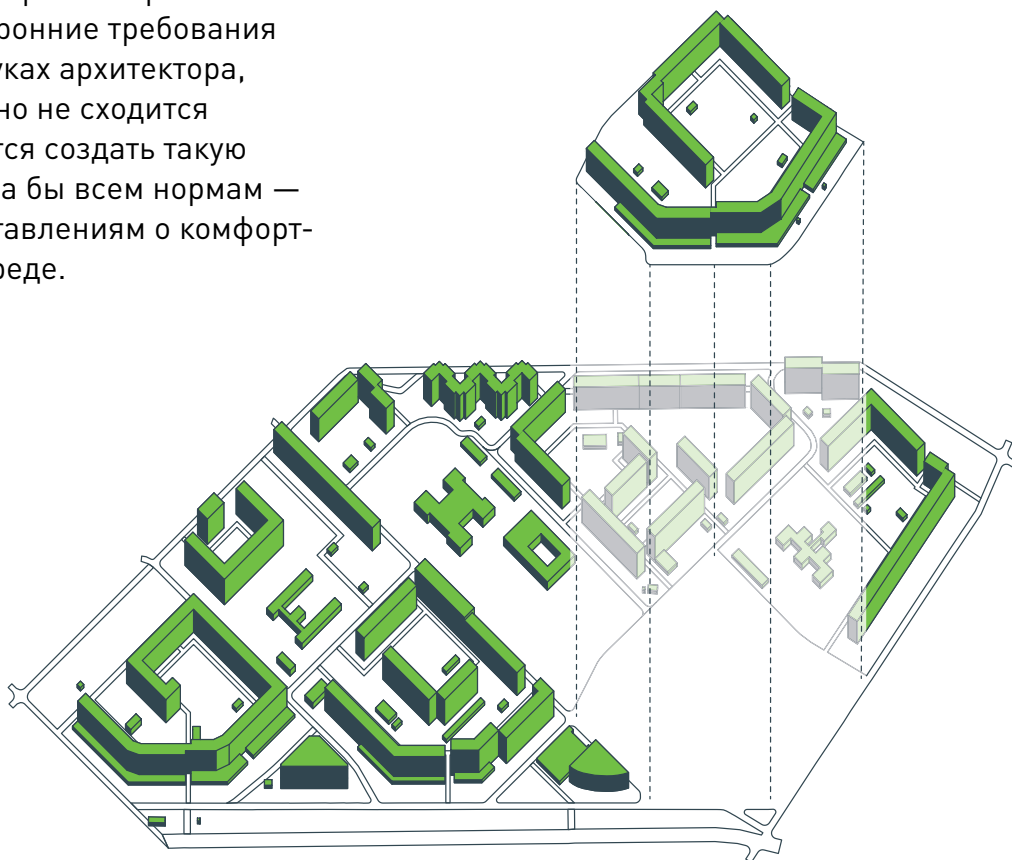 ронние требования
уках архитектора,
но не сходится
тся создать такую
а бы всем нормам —
тавлениям о комфорт-
реде.